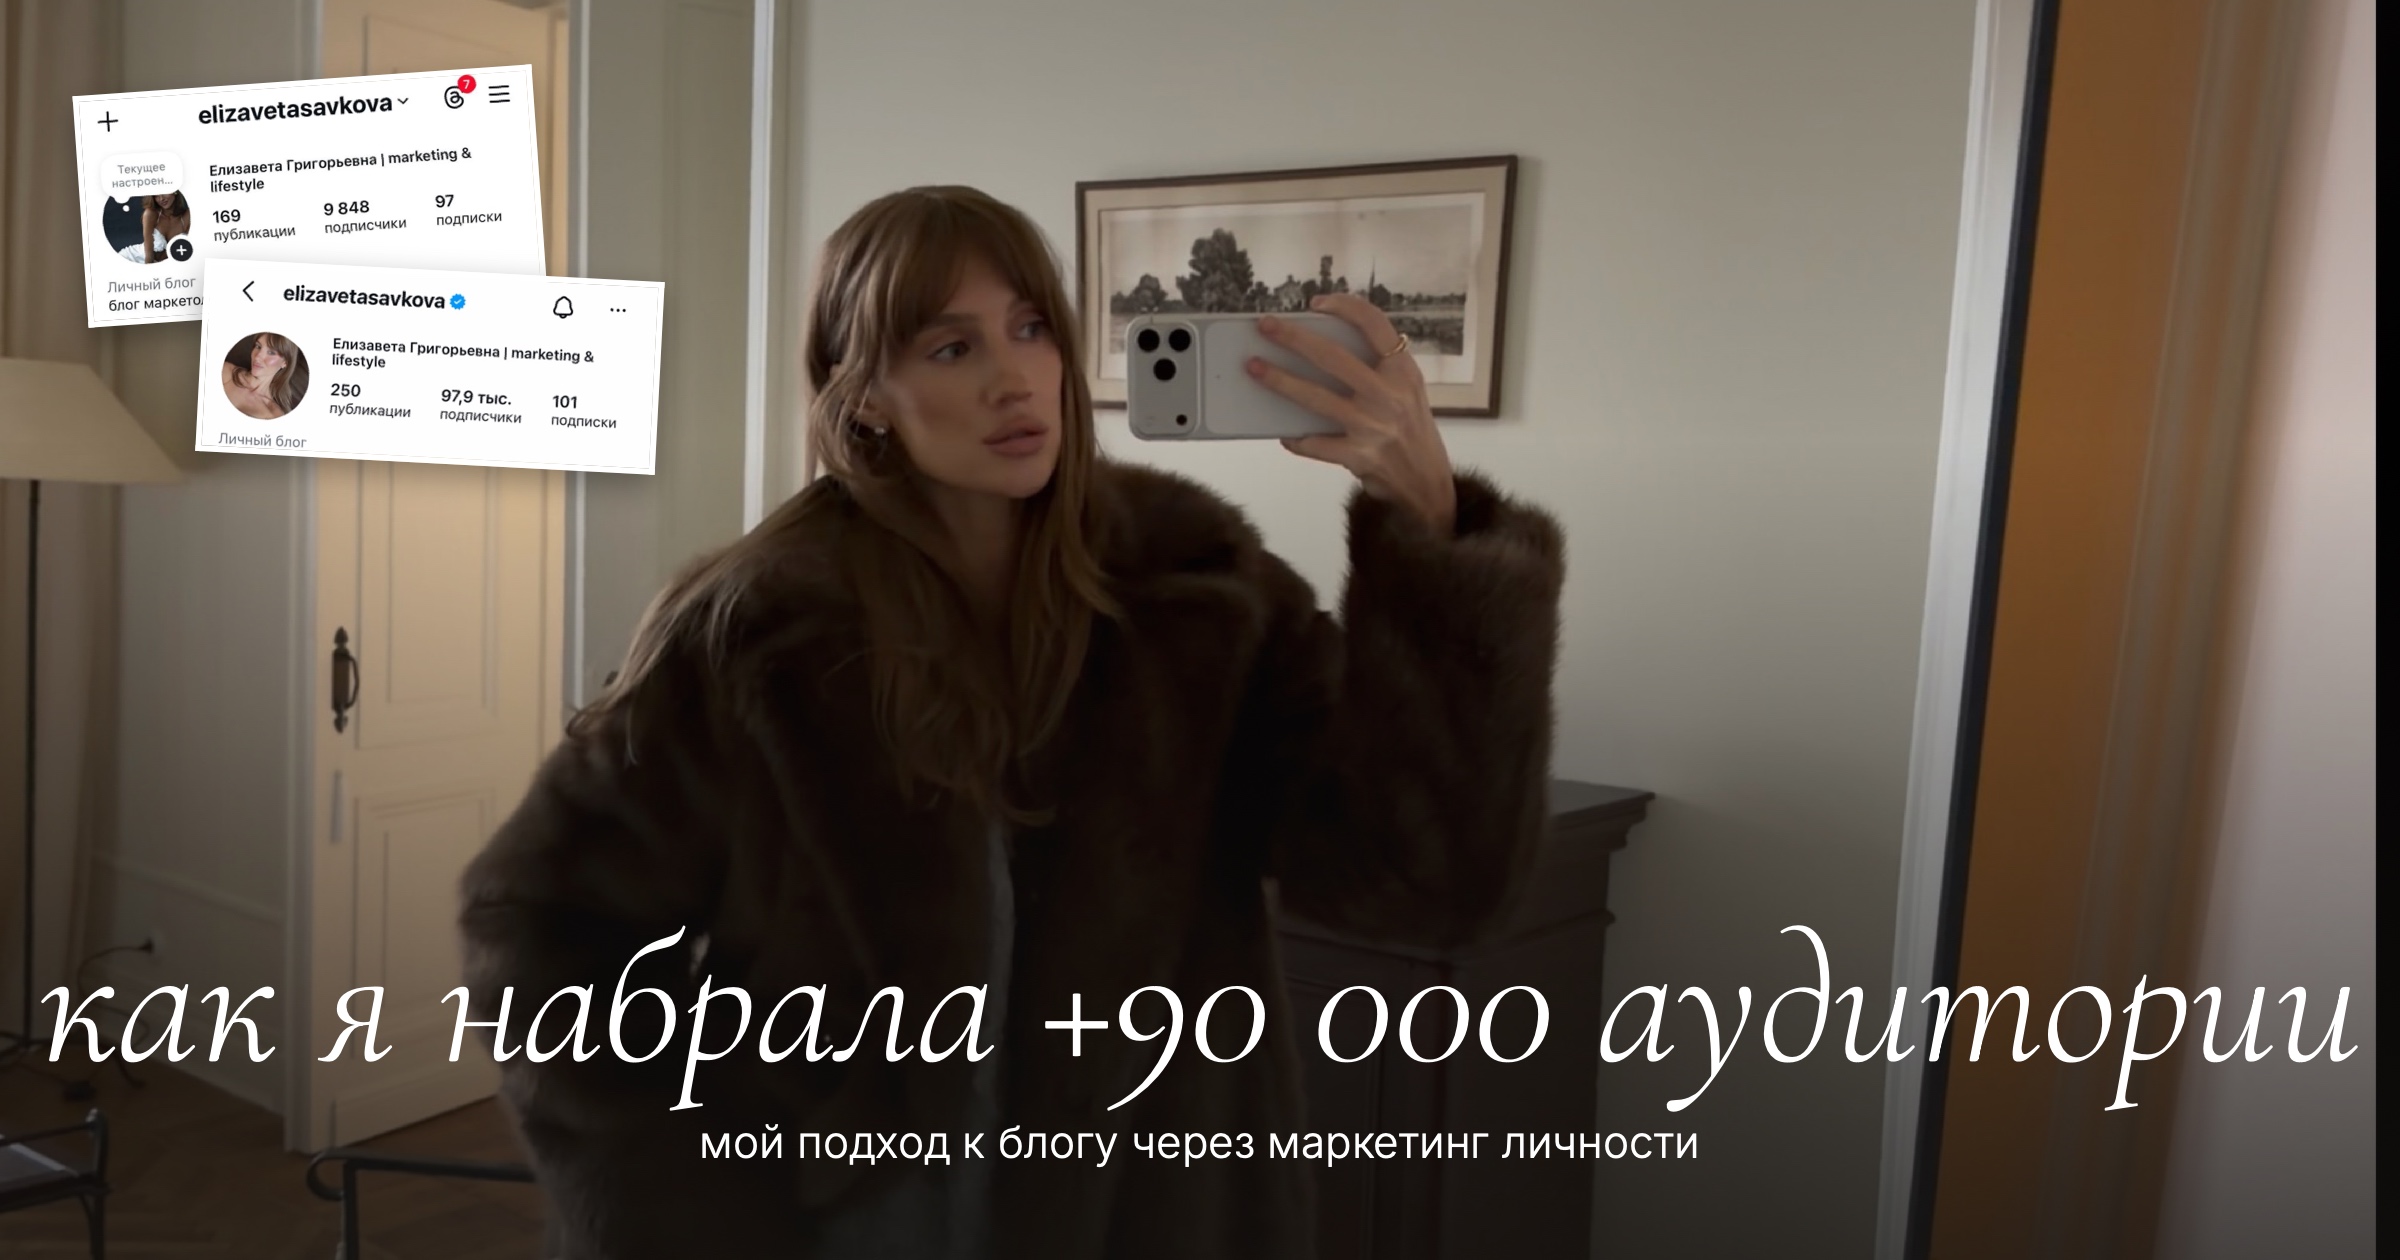 elizavetasavkova
7
Текущее
настроен...
Елизавета Григорьевна | marketing &
lifestyle
169
публикации
9 848
подписчики
97
подписки
Личный блог
elizavetasavkova
Елизавета Григорьевна | marketing &
lifestyle
250
публикации
97,9 тыс.
подписчики
101
подписки
Личный блог
как я набрала +90 000 аудитории
мой подход к блогу через маркетинг личности